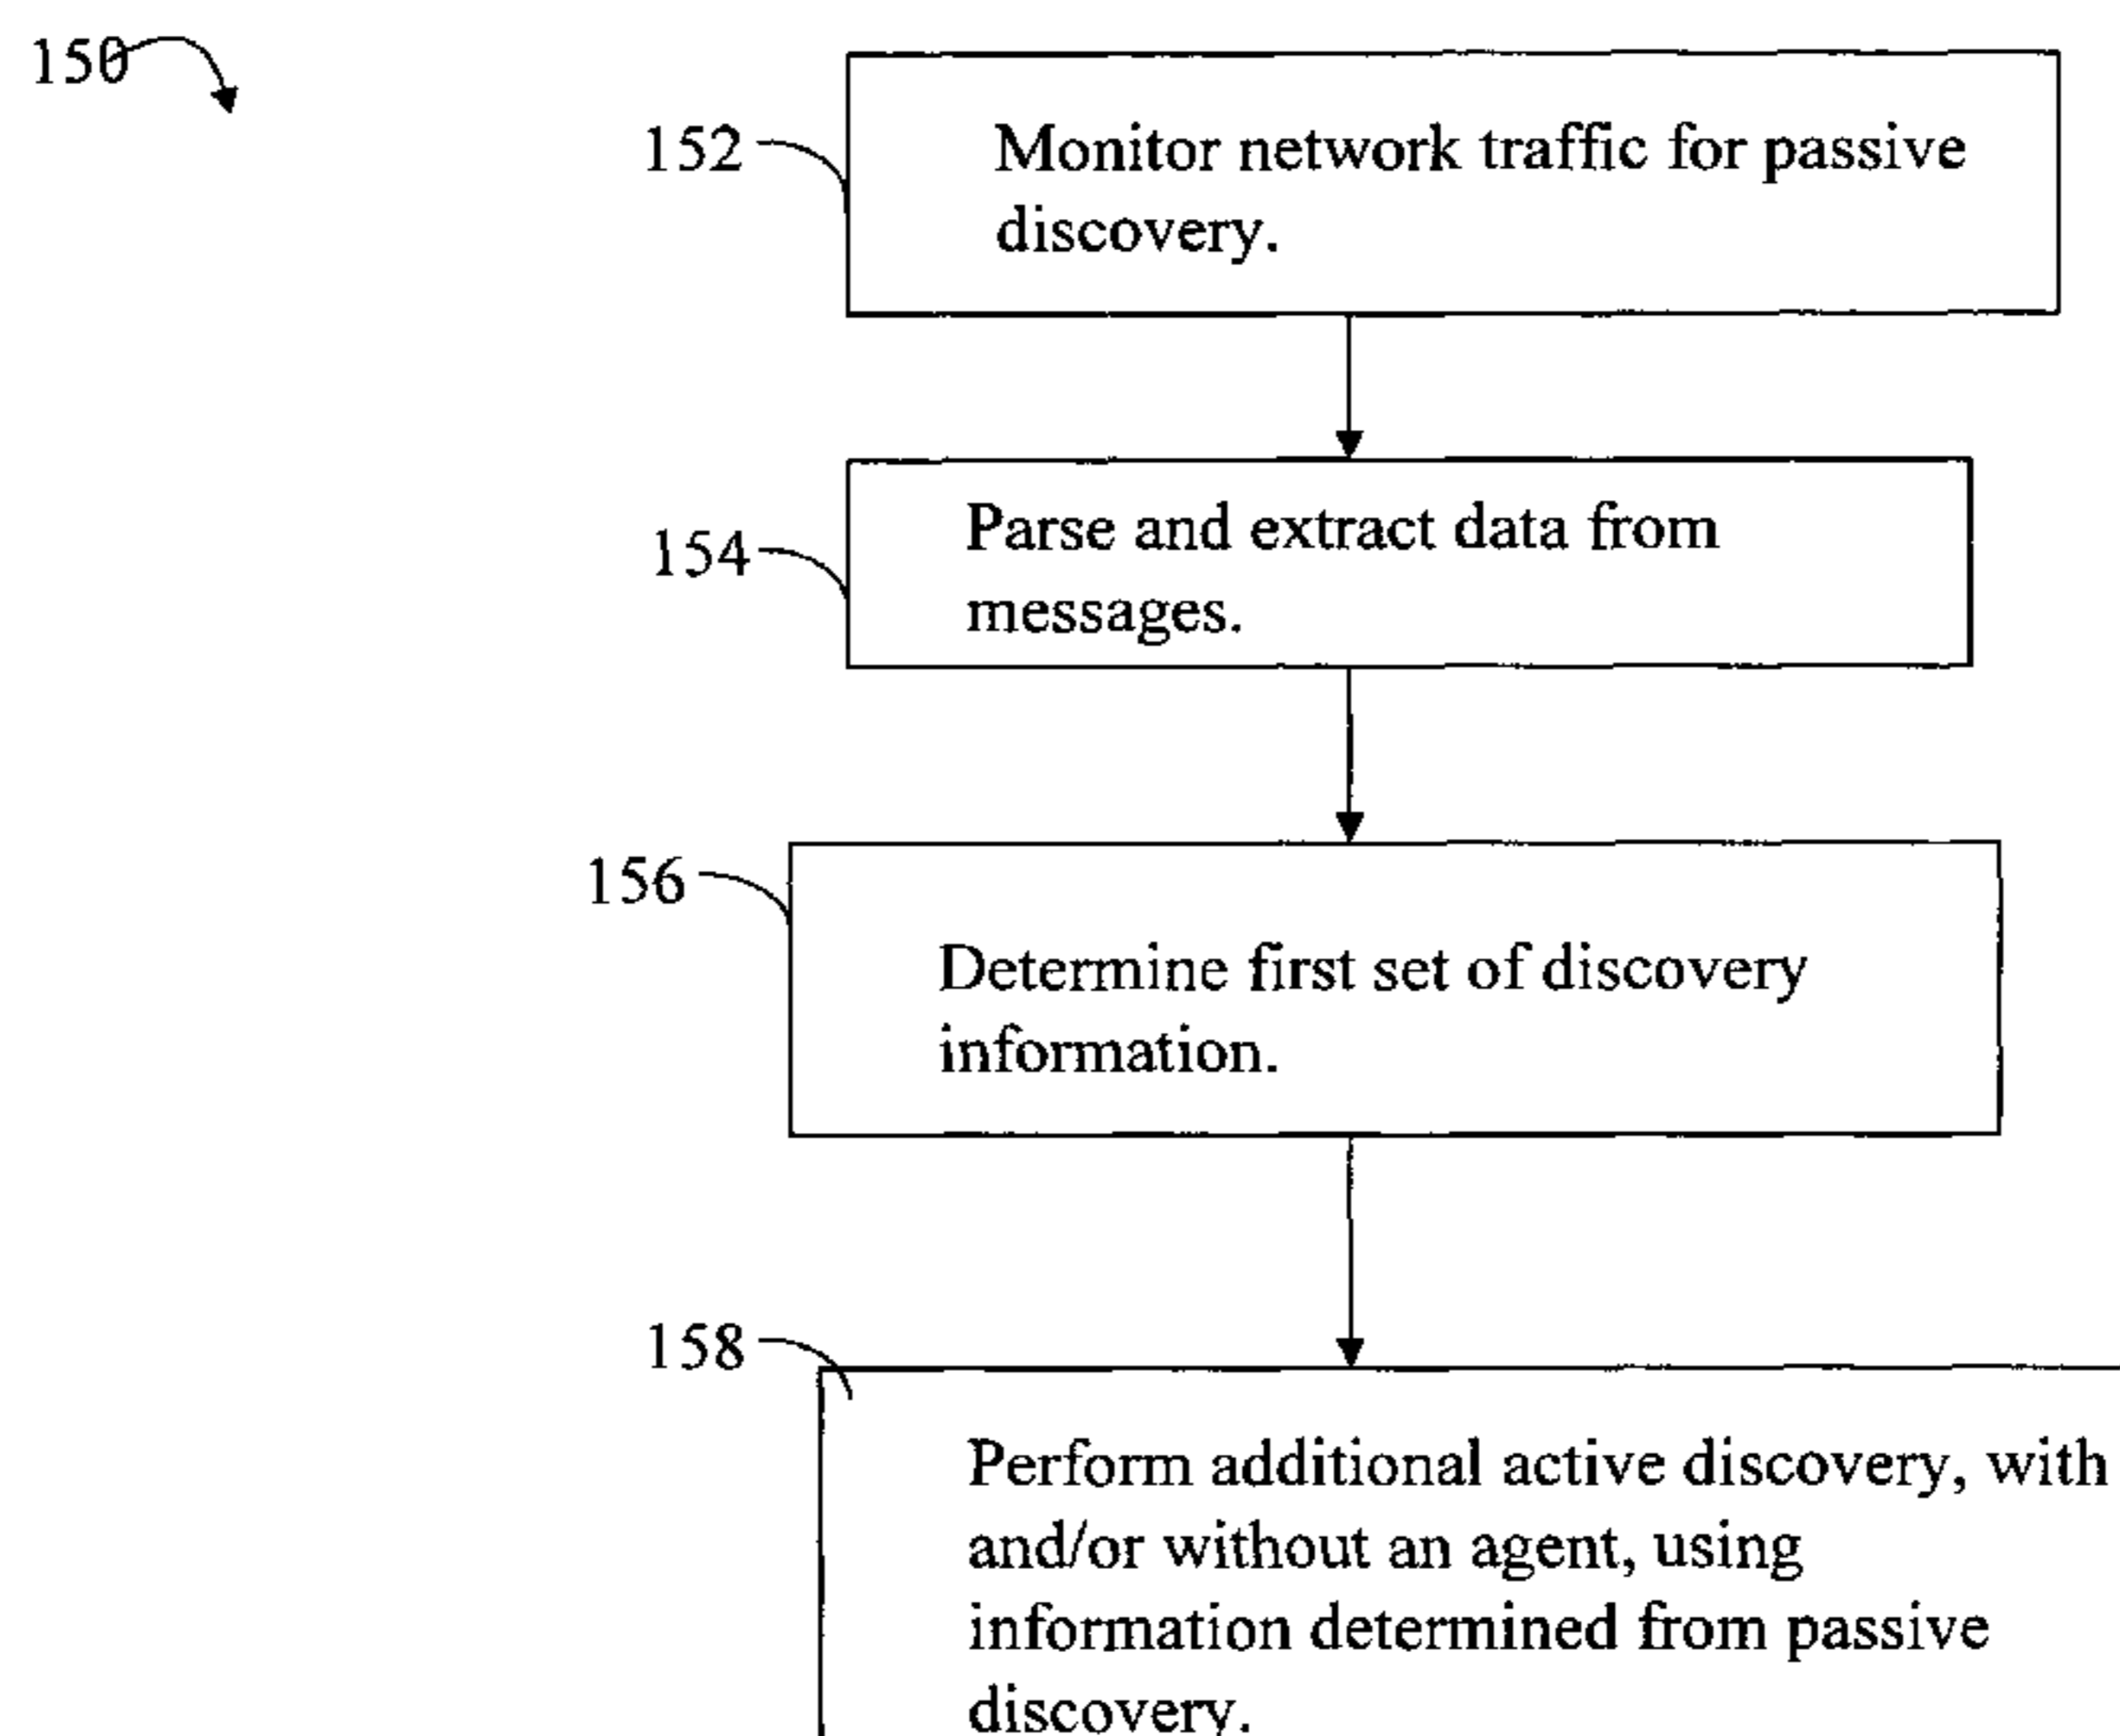 150
152
Monitor network traffic for passive
discovery.
154
Parse and extract data from
messages.
156
Determine first set of discovery
information.
158
Perform additional active discovery, with
and/or without an agent, using
information determined from passive
discovery.